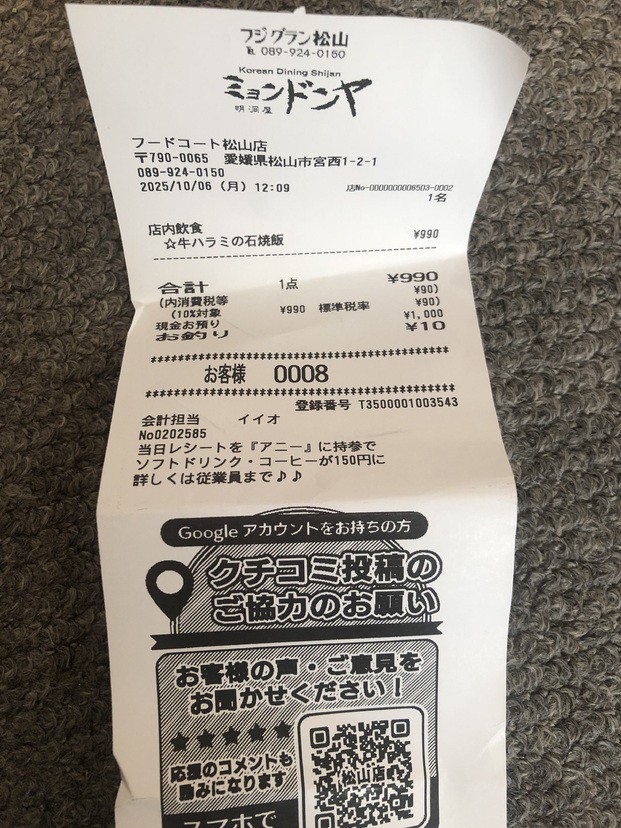 フジグラン松山
℡ 089-924-0150
Korean Dining Shijan
ミョンドンヤ
明洞屋
フードコート松山店
〒790-0065 愛媛県松山市宮西1-2-1
089-924-0150
2025/10/06 (月) 12:09 店No-0000000006503-0002
1名
店内飲食
☆牛ハラミの石焼飯 ¥990
合計 1点 ¥990
(内消費税等 ¥90)
(10%対象 ¥990 標準税率 ¥90)
現金お預り ¥1,000
お釣り ¥10
お客様 0008
登録番号 T3500001003543
会計担当 イイオ
No0202585
当日レシートを『アニー』に持参で
ソフトドリンク・コーヒーが150円に
詳しくは従業員まで♪♪
Google アカウントをお持ちの方
クチコミ投稿の
ご協力のお願い
お客様の声・ご意見を
お聞かせください！
★★★★★
応援のコメントも
励みになります
松山店
スマホで